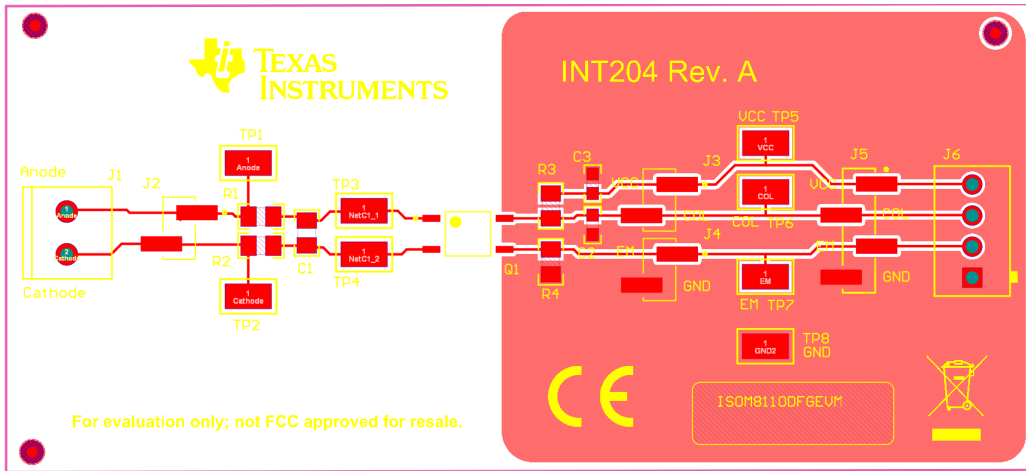 TEXAS
INSTRUMENTS
INT204 Rev. A
VCC TP5
1
VCC
TP1
1
Anode
C3
R3
J3
J5
J6
Anode
J1
J2
R1
TP3
VCC
VCC
1
NetC1_1
1
COL
1
Anode
COL
COL TP6
COL
2
Cathode
R2
C1
1
NetC1_2
TP4
Q1
C2
J4
EM
EM
R4
GND
1
EM
GND
Cathode
1
Cathode
TP2
EM TP7
1
GND2
TP8
GND
CE
ISOM8110DFGEVM
For evaluation only; not FCC approved for resale.